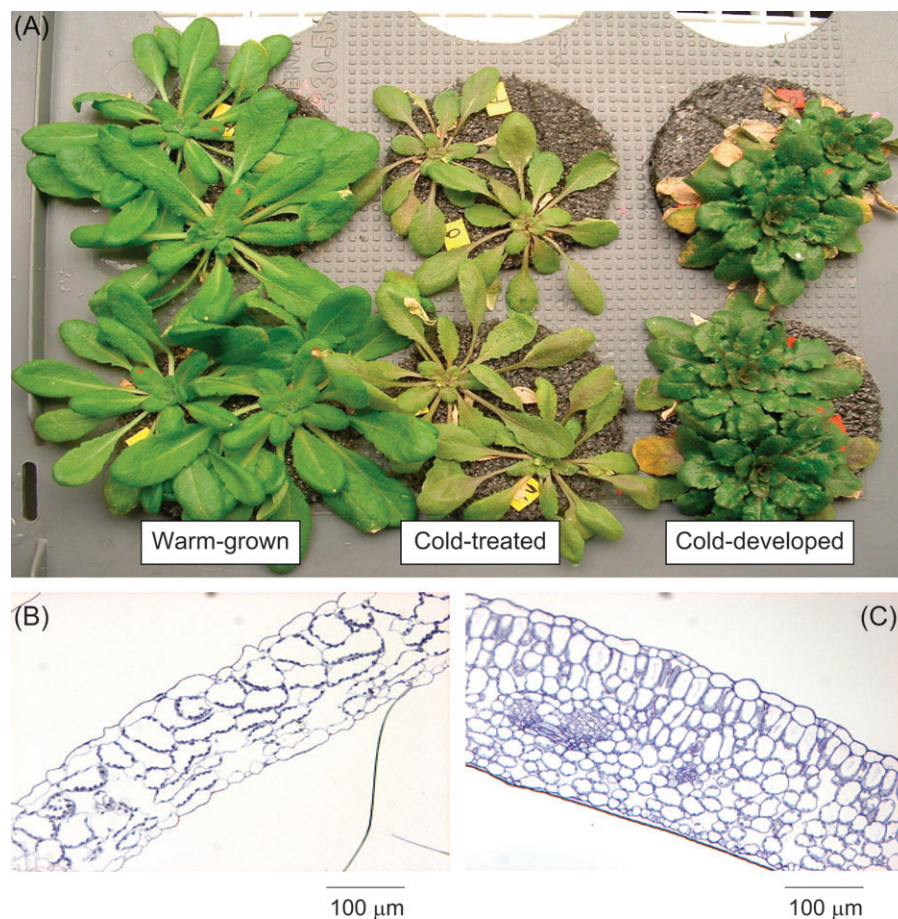 (A)
Warm-grown
Cold-treated
Cold-developed
(B)
(C)
100 μm
100 μm